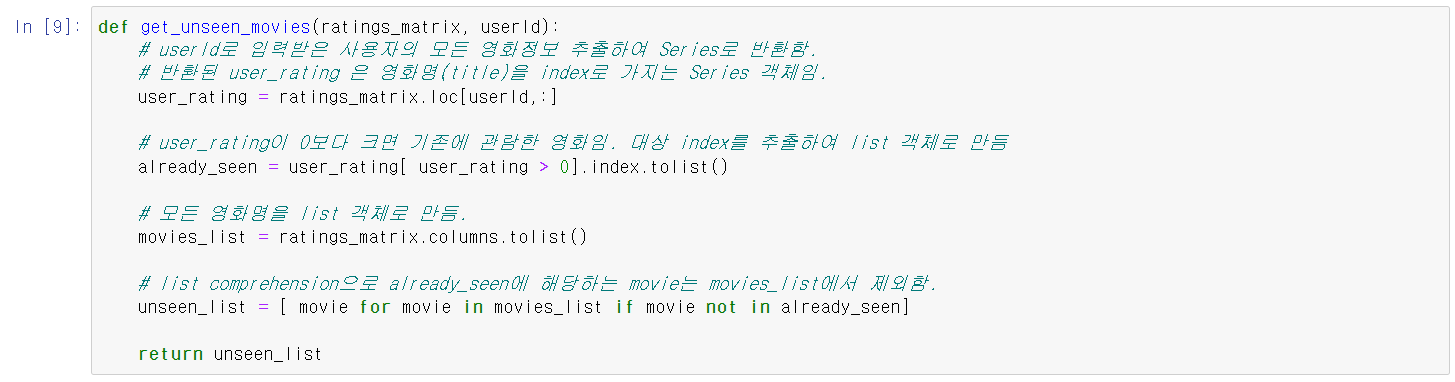 In [9]: def get_unseen_movies(ratings_matrix, userId):
# userId로 입력받은 사용자의 모든 영화정보 추출하여 Series로 반환함.
# 반환된 user_rating 은 영화명(title)을 index로 가지는 Series 객체임.
user_rating = ratings_matrix.loc[userId,:]
# user_rating이 0보다 크면 기존에 관람한 영화임. 대상 index를 추출하여 list 객체로 만듬
already_seen = user_rating[ user_rating > 0].index.tolist()
# 모든 영화명을 list 객체로 만듬.
movies_list = ratings_matrix.columns.tolist()
# list comprehension으로 already_seen에 해당하는 movie는 movies_list에서 제외함.
unseen_list = [ movie for movie in movies_list if movie not in already_seen]
return unseen_list